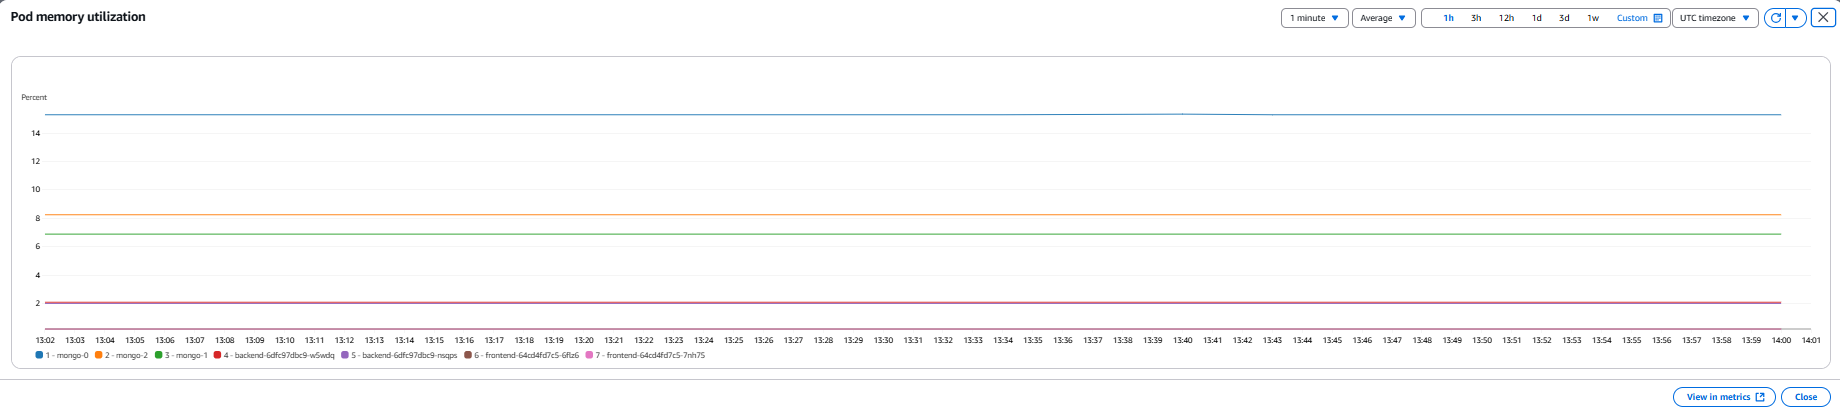 Pod memory utilization
1 minute Average 1h 3h 12h 1d 3d 1w Custom UTC timezone
Percent
14
12
10
8
6
4
2
13:02 13:03 13:04 13:05 13:06 13:07 13:08 13:09 13:10 13:11 13:12 13:13 13:14 13:15 13:16 13:17 13:18 13:19 13:20 13:21 13:22 13:23 13:24 13:25 13:26 13:27 13:28 13:29 13:30 13:31 13:32 13:33 13:34 13:35 13:36 13:37 13:38 13:39 13:40 13:41 13:42 13:43 13:44 13:45 13:46 13:47 13:48 13:49 13:50 13:51 13:52 13:53 13:54 13:55 13:56 13:57 13:58 13:59 14:00 14:01
1 - mongo-0 2 - mongo-2 3 - mongo-1 4 - backend-6dfc97dbc9-w5wdq 5 - backend-6dfc97dbc9-nsqps 6 - frontend-64cd4fd7c5-6flz6 7 - frontend-64cd4fd7c5-7nh75
View in metrics Close